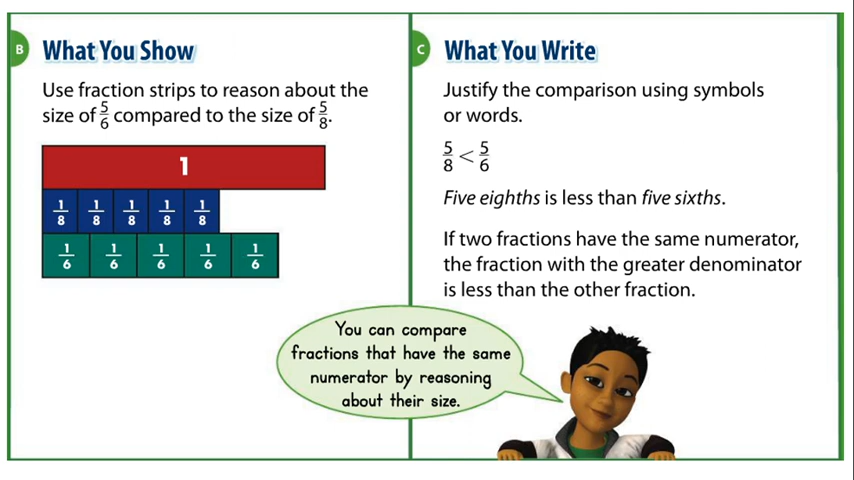 B What You Show
Use fraction strips to reason about the
size of 5/6 compared to the size of 5/8.
1
1/8 1/8 1/8 1/8 1/8
1/6 1/6 1/6 1/6 1/6
C What You Write
Justify the comparison using symbols
or words.
5/8 < 5/6
Five eighths is less than five sixths.
If two fractions have the same numerator,
the fraction with the greater denominator
is less than the other fraction.
You can compare
fractions that have the same
numerator by reasoning
about their size.